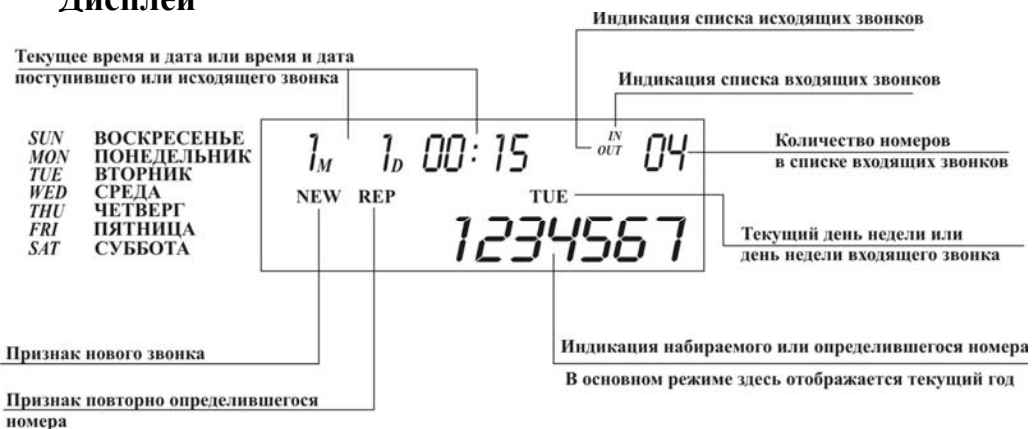 Дисплей
Индикация списка исходящих звонков
Текущее время и дата или время и дата
поступившего или исходящего звонка
Индикация списка входящих звонков
SUN ВОСКРЕСЕНЬЕ
MON ПОНЕДЕЛЬНИК
TUE ВТОРНИК
WED СРЕДА
THU ЧЕТВЕРГ
FRI ПЯТНИЦА
SAT СУББОТА
1M 1D 00:15 IN OUT 04
NEW REP TUE
1234567
Количество номеров
в списке входящих звонков
Текущий день недели или
день недели входящего звонка
Признак нового звонка
Индикация набираемого или определившегося номера
В основном режиме здесь отображается текущий год
Признак повторно определившегося
номера